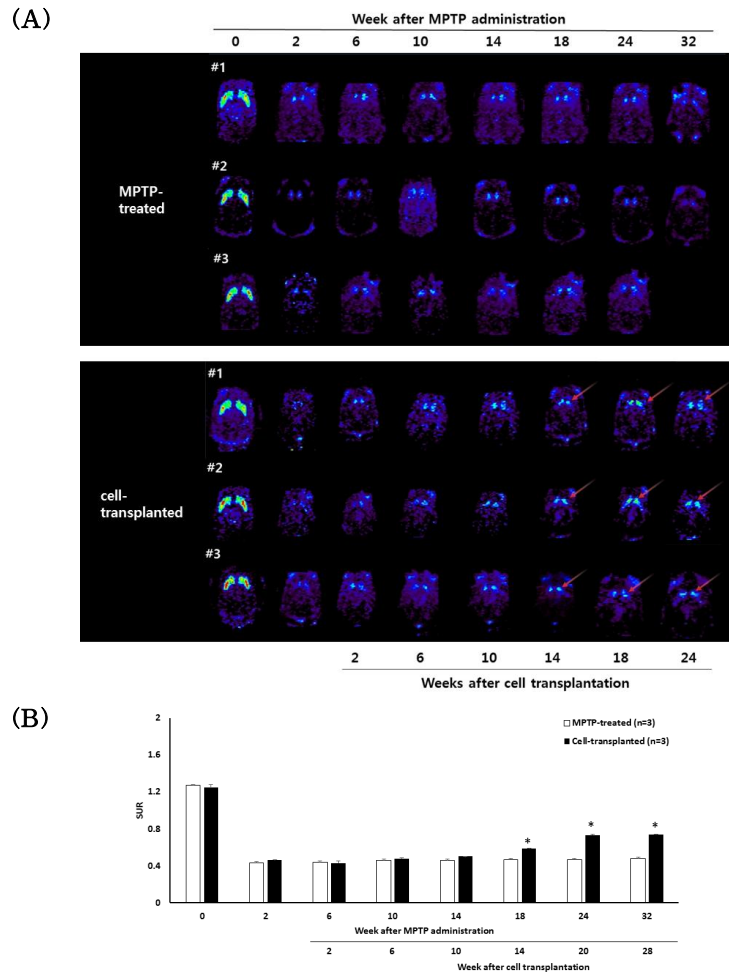 (A)
Week after MPTP administration
0 2 6 10 14 18 24 32
#1
#2
MPTP-
treated
#3
#1
#2
cell-
transplanted
#3
2 6 10 14 18 24
Weeks after cell transplantation
(B)
2
MPTP-treated (n=3)
Cell-transplanted (n=3)
1.6
1.2
SUR
0.8
* * *
0.4
0
0 2 6 10 14 18 24 32
Week after MPTP administration
2 6 10 14 20 28
Week after cell transplantation